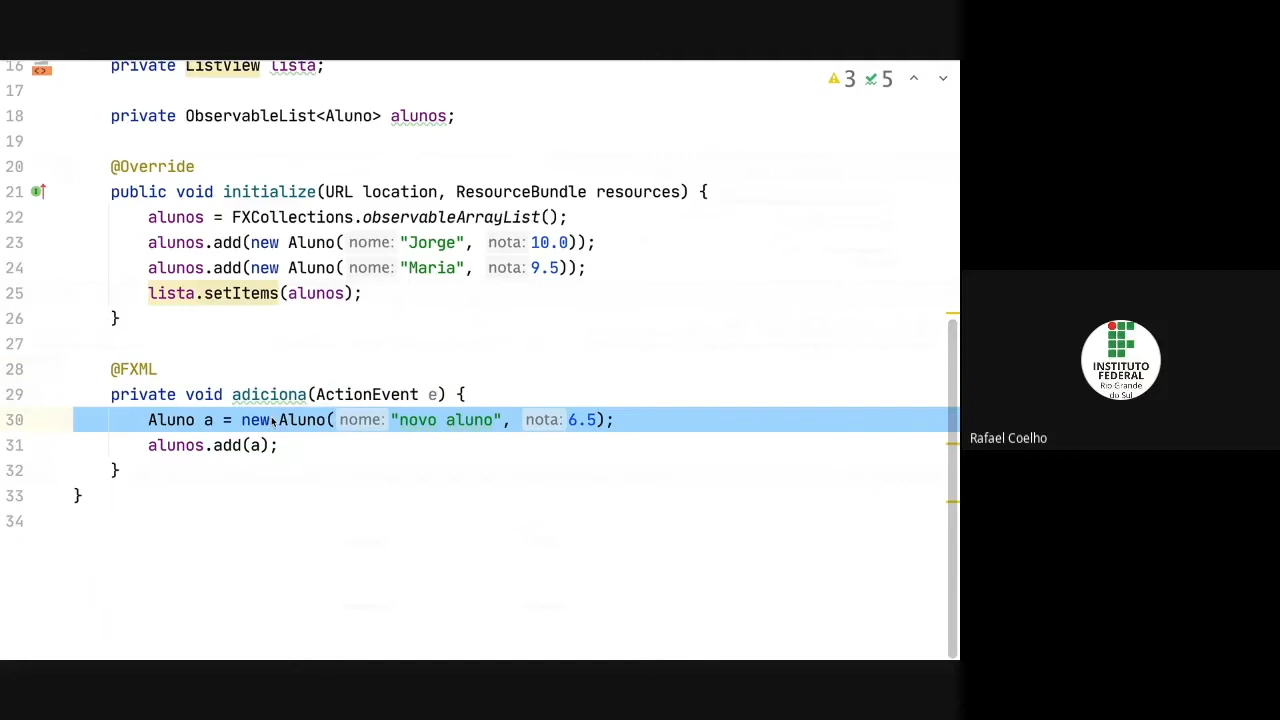 16 private ListView lista;
17
18 private ObservableList<Aluno> alunos;
19
20 @Override
21 public void initialize(URL location, ResourceBundle resources) {
22 alunos = FXCollections.observableArrayList();
23 alunos.add(new Aluno( nome: "Jorge", nota: 10.0));
24 alunos.add(new Aluno( nome: "Maria", nota: 9.5));
25 lista.setItems(alunos);
26 }
27
28 @FXML
29 private void adiciona(ActionEvent e) {
30 Aluno a = new Aluno( nome: "novo aluno", nota: 6.5);
31 alunos.add(a);
32 }
33 }
34
3 5
INSTITUTO
FEDERAL
Rio Grande
do Sul
Rafael Coelho